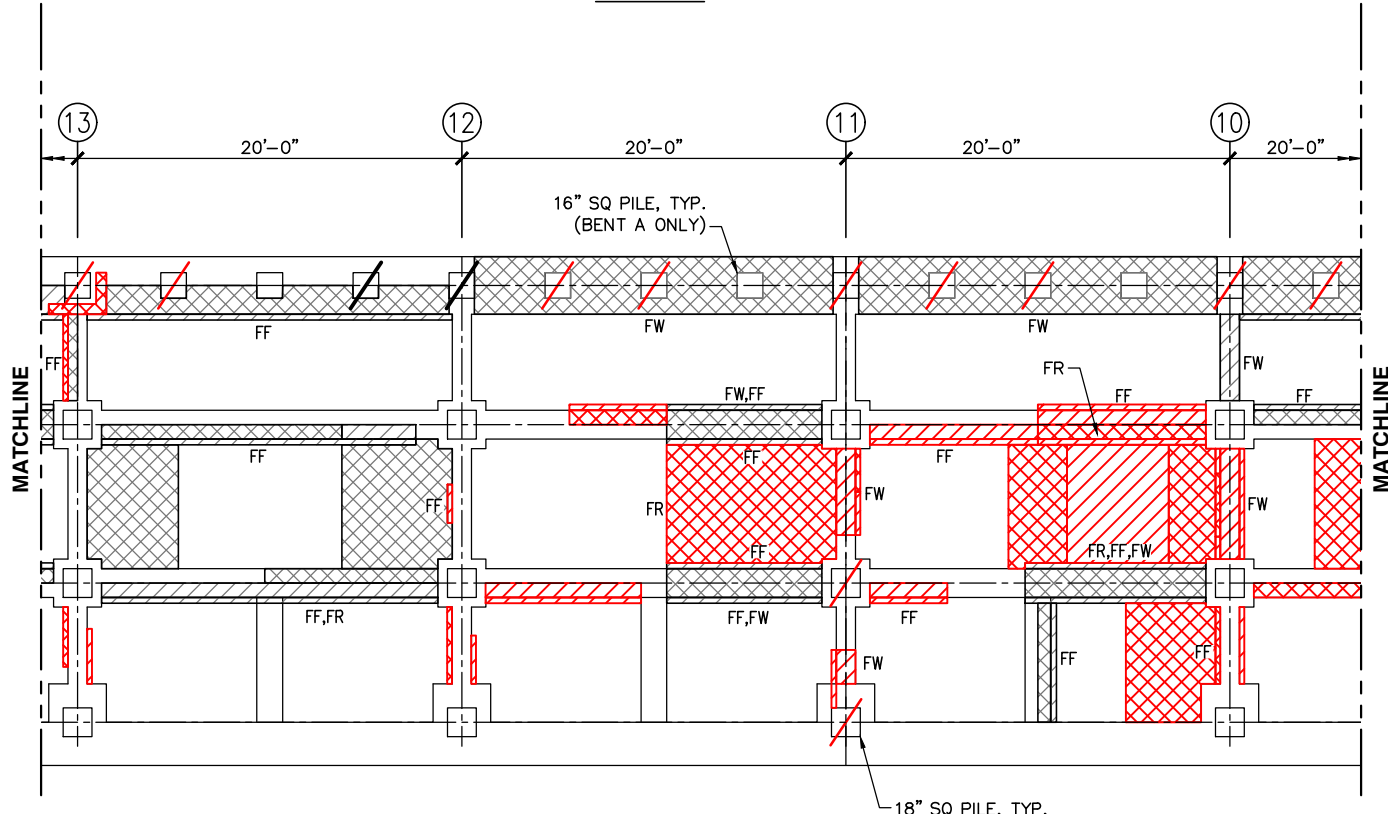 13
12
11
10
20'-0"
20'-0"
20'-0"
20'-0"
16" SQ PILE, TYP.
(BENT A ONLY)
MATCHLINE
MATCHLINE
FF
FW
FW
FF
FW
FR
FW,FF
FF
FF
FF
FF
FF
FF
FR
FW
FW
FF
FR,FF,FW
FF,FR
FF,FW
FF
FW
FF
FF
18" SQ PILE, TYP.